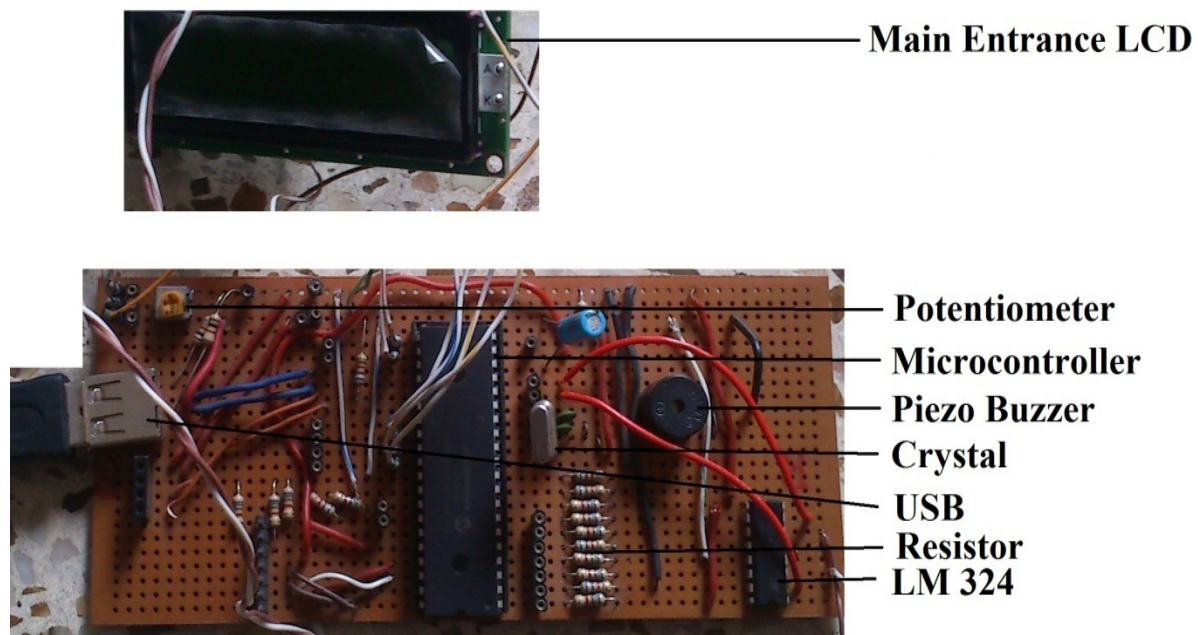 Main Entrance LCD
A
K
Potentiometer
Microcontroller
Piezo Buzzer
Crystal
USB
Resistor
LM 324